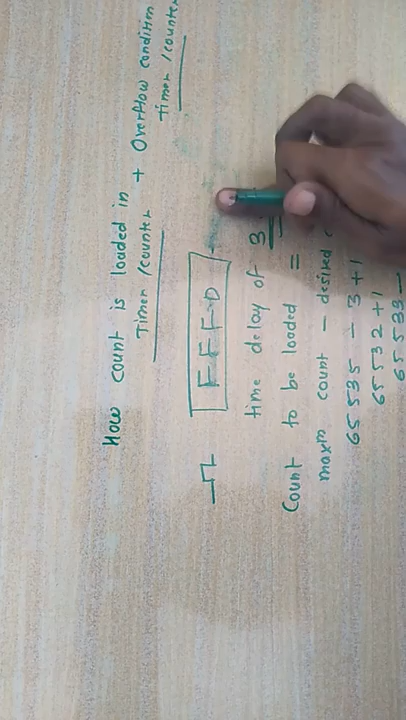 How count is loaded in
Timer/counter + Overflow condition
Timer/counter
FFFD
time delay of 3
Count to be loaded =
maxm count - desired
65535 - 3 + 1
65532 + 1
65533